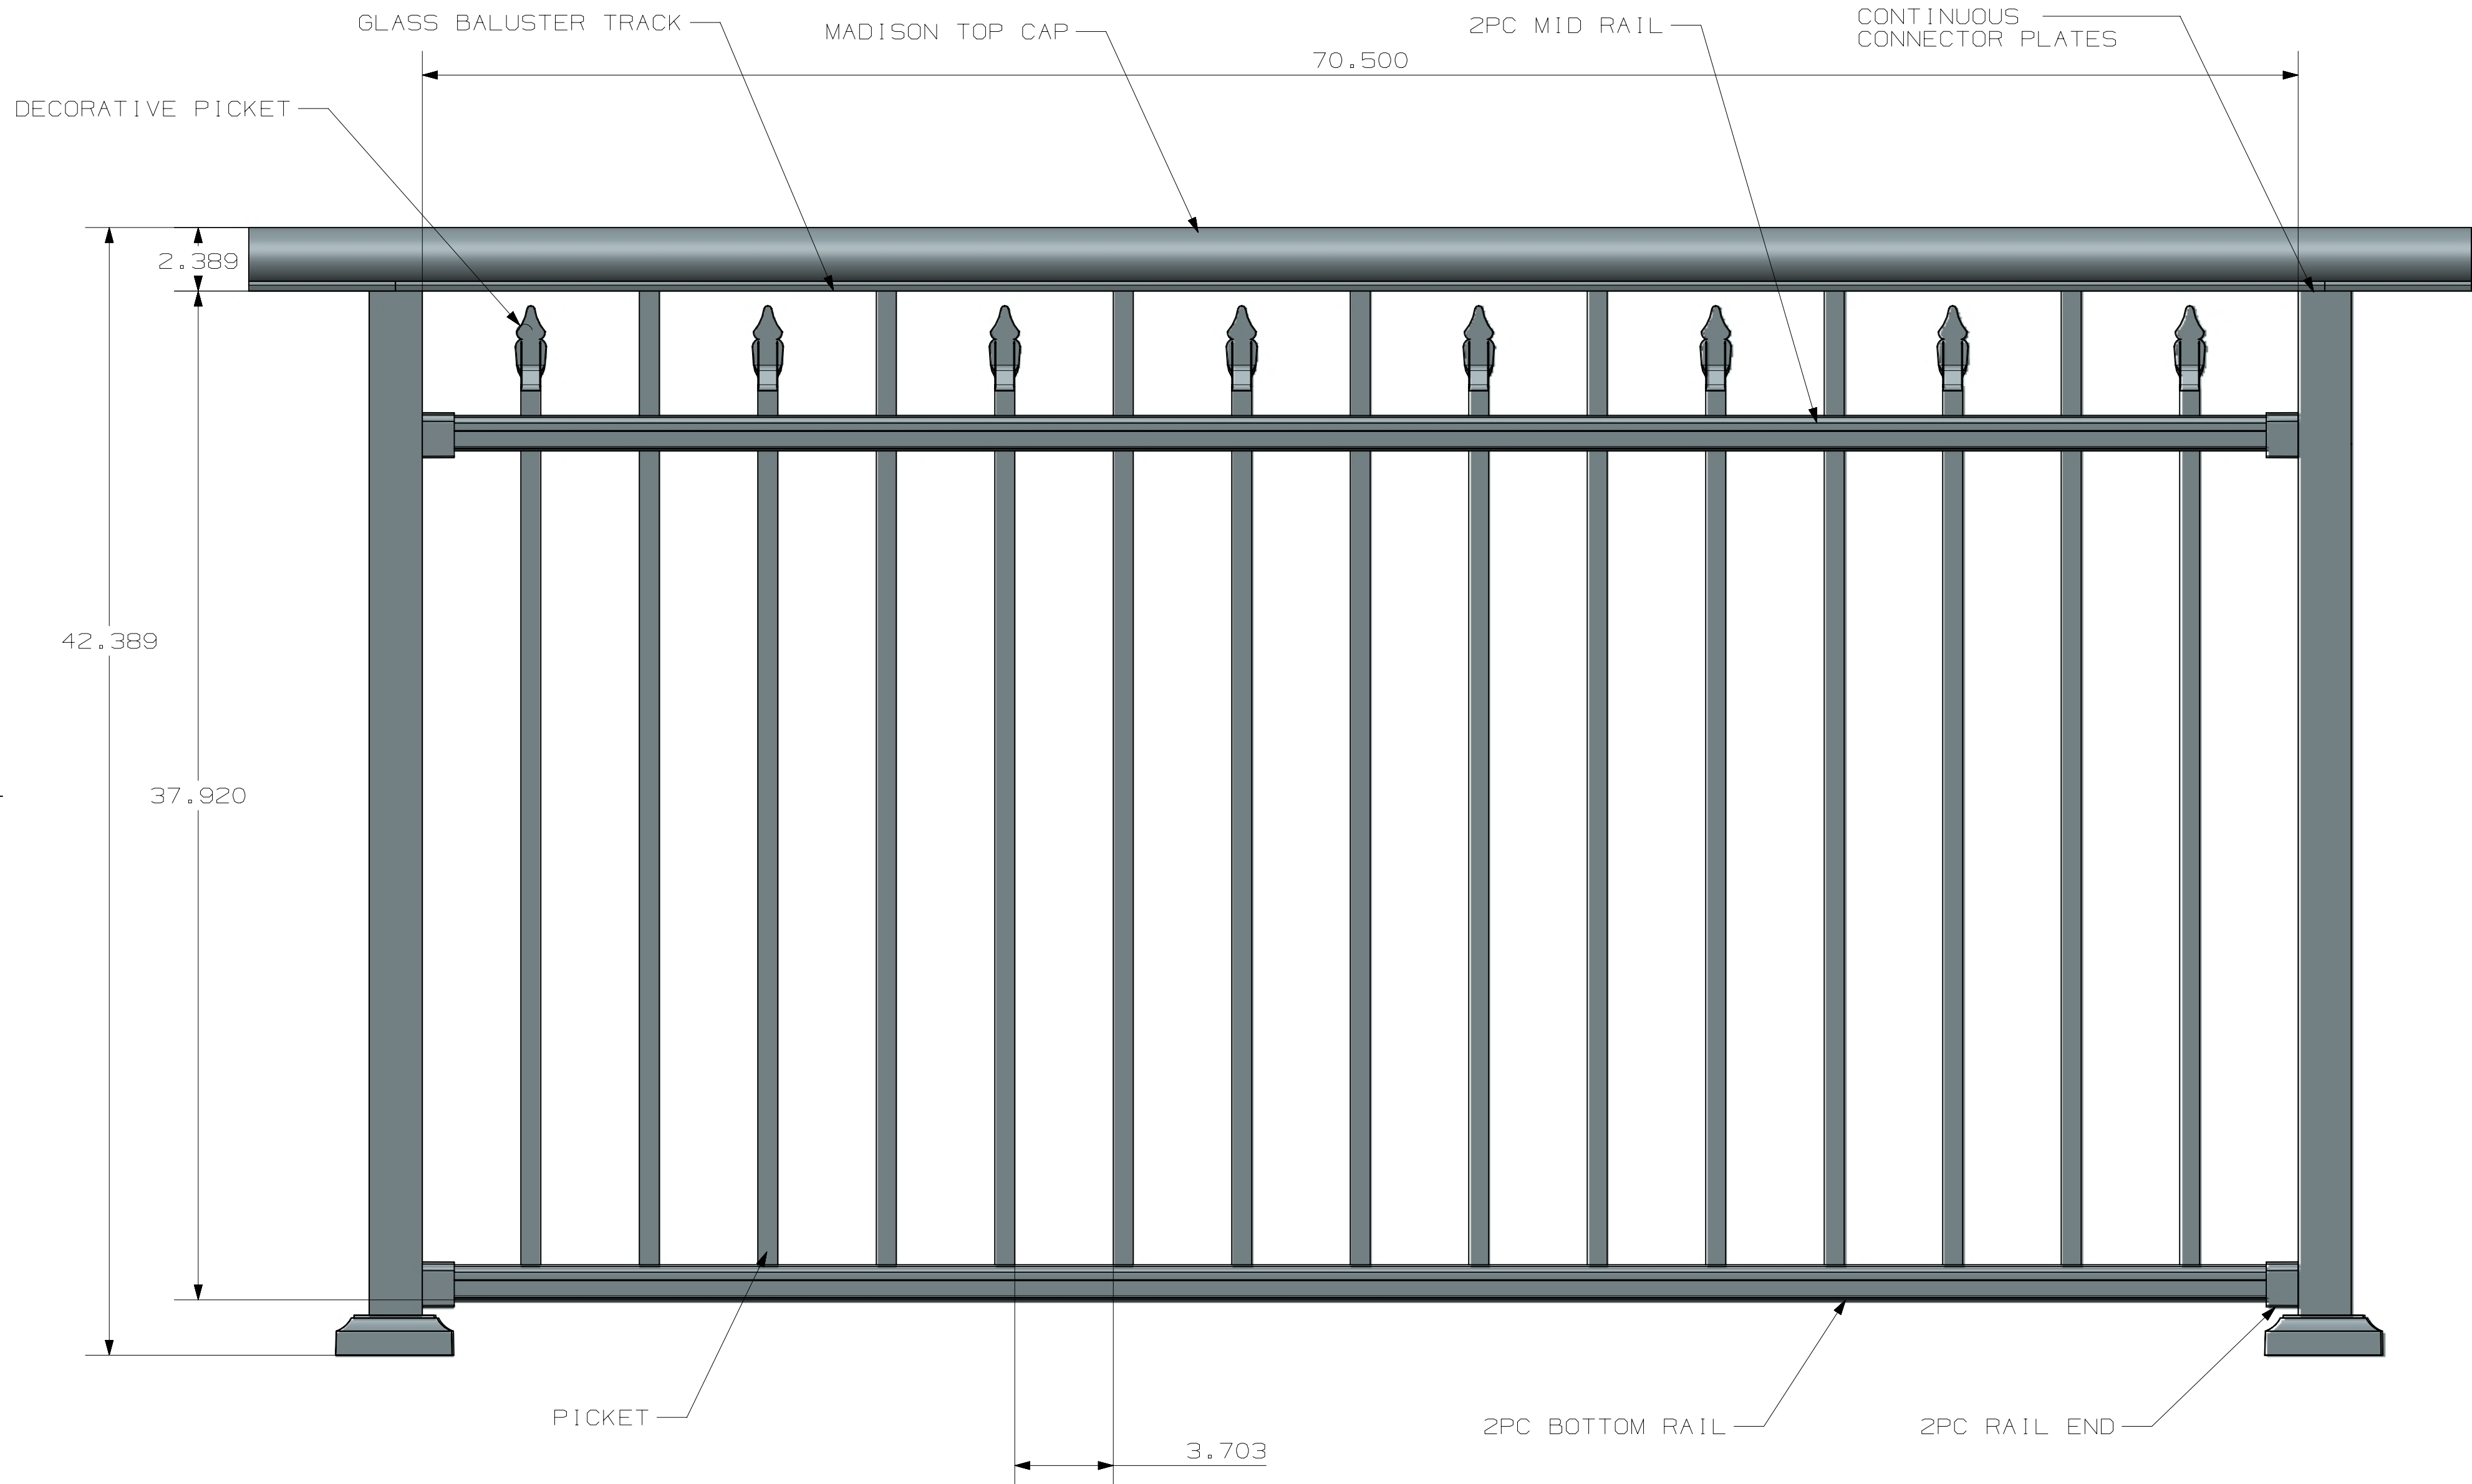 GLASS BALUSTER TRACK
MADISON TOP CAP
2PC MID RAIL
CONTINUOUS
CONNECTOR PLATES
70.500
DECORATIVE PICKET
2.389
42.389
37.920
PICKET
2PC BOTTOM RAIL
2PC RAIL END
3.703